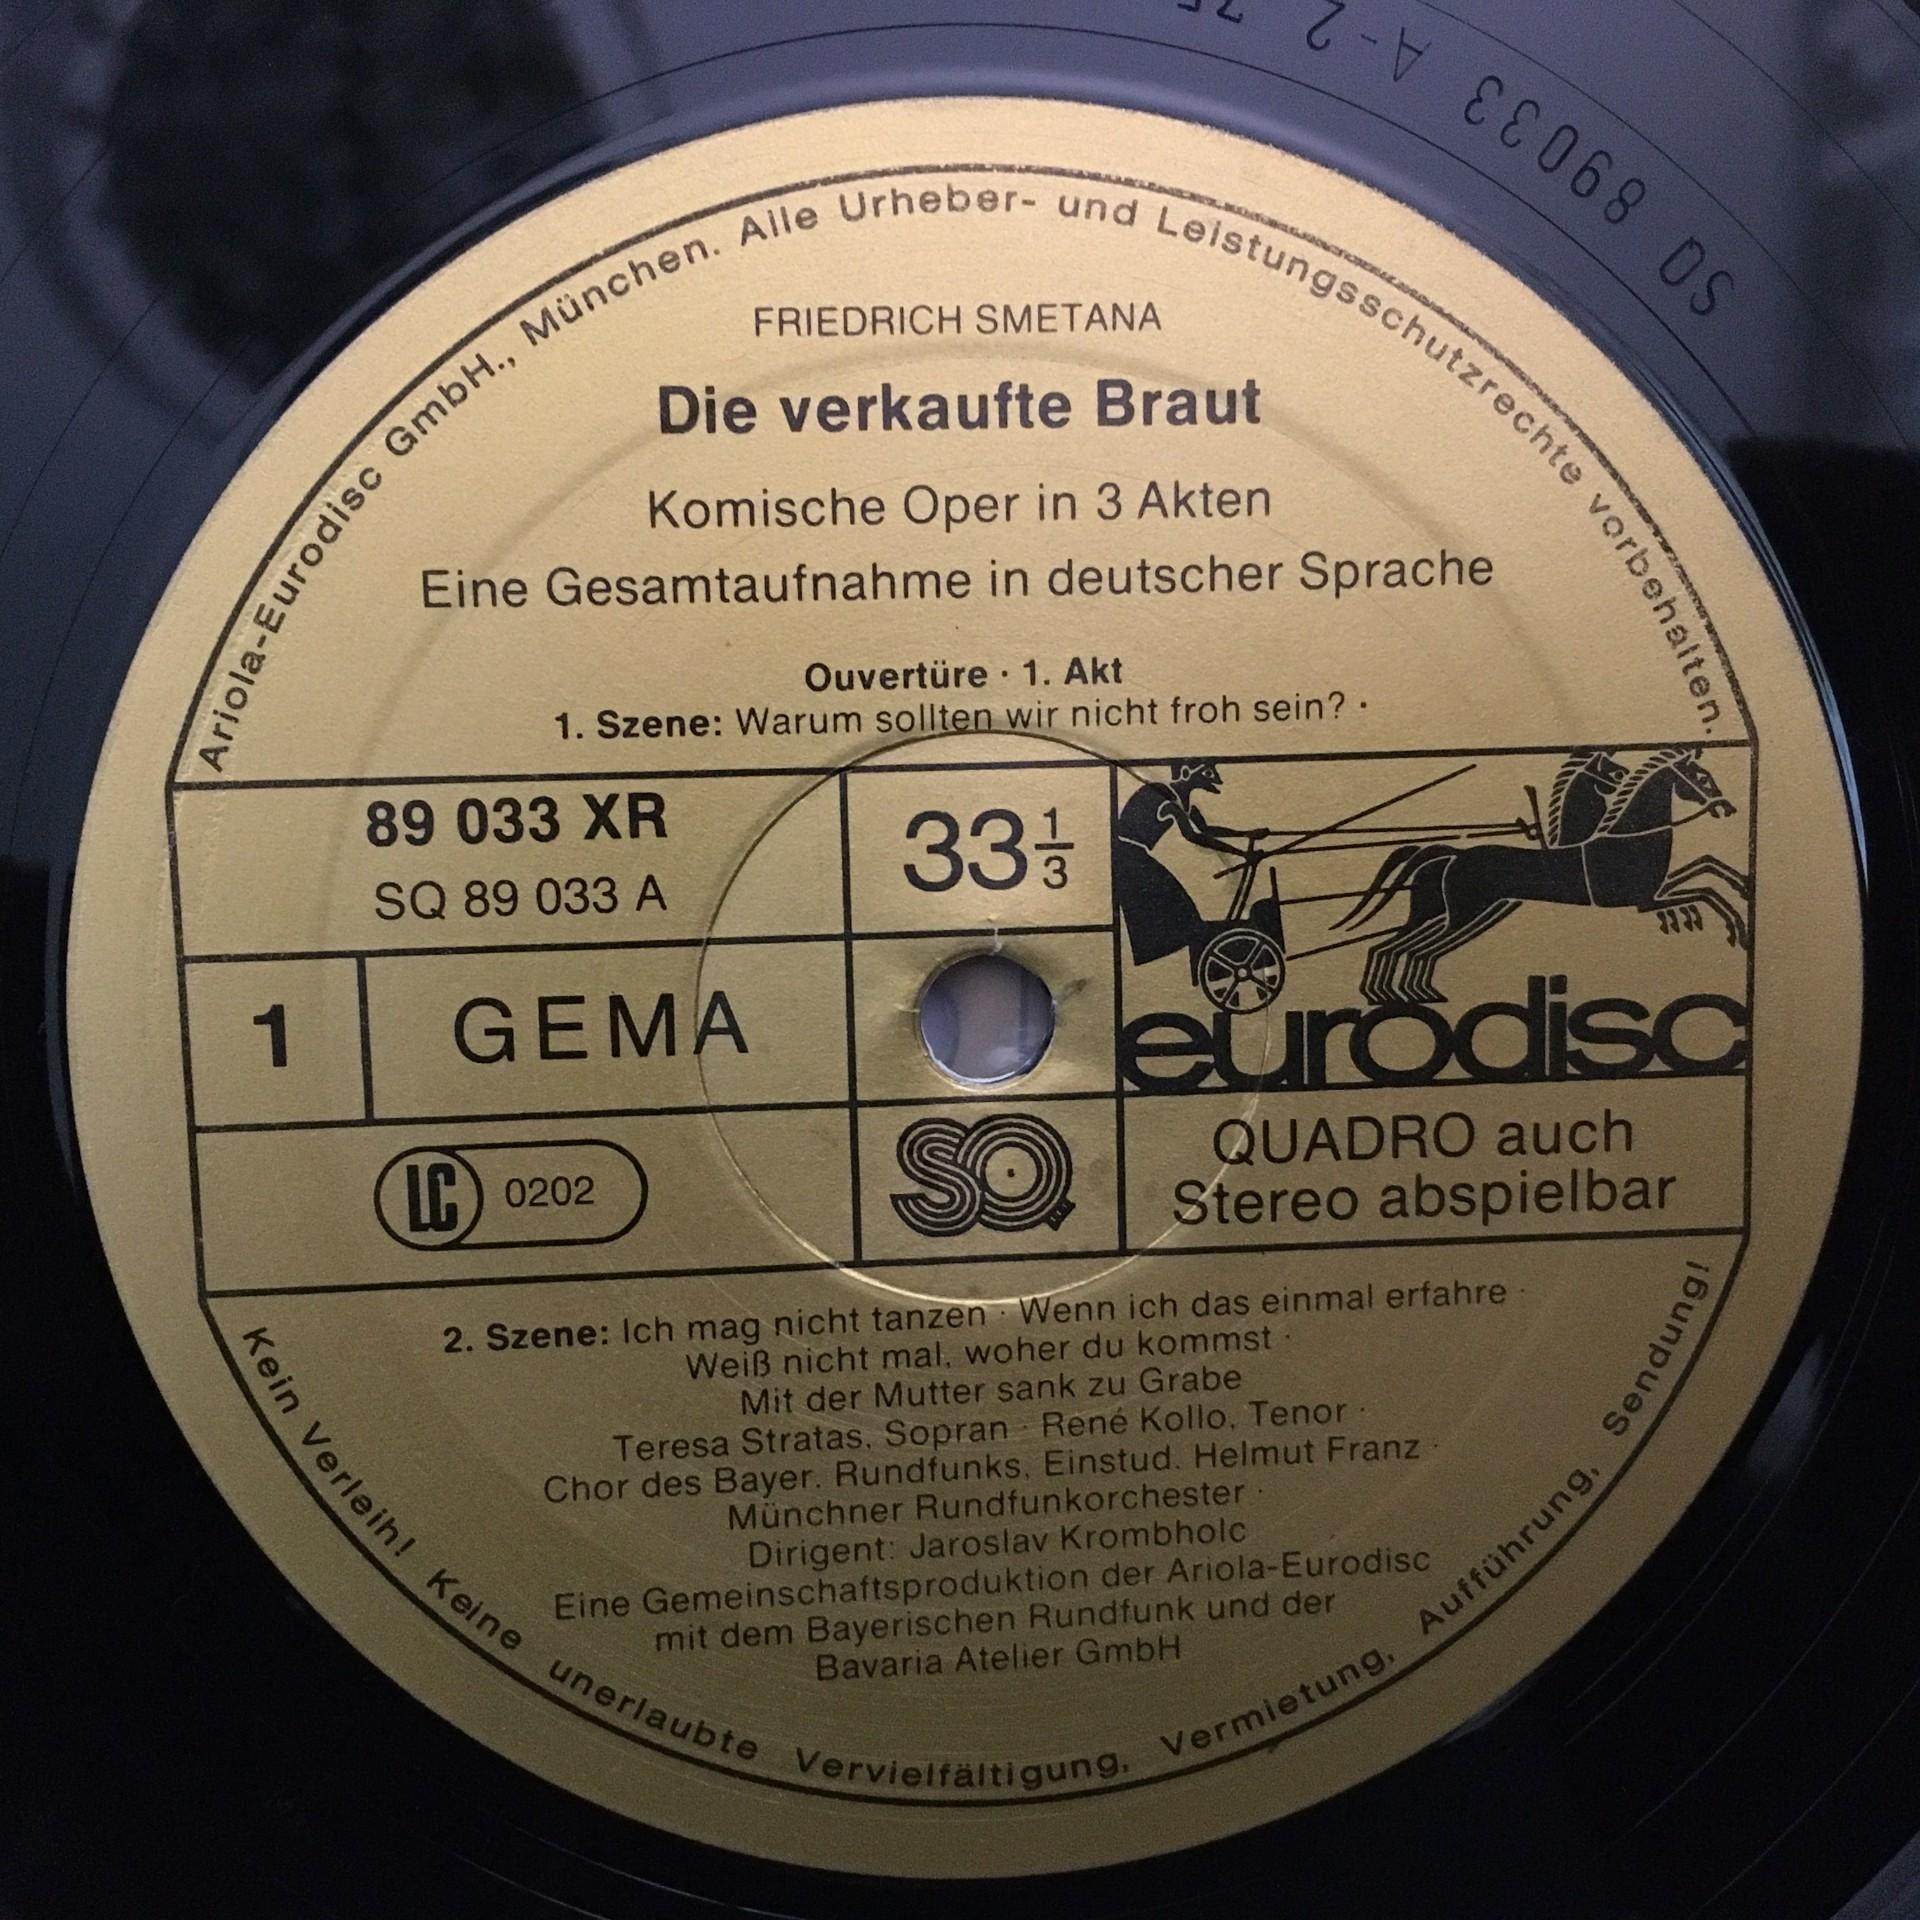 SQ 89033 A-2
Ariola-Eurodisc GmbH., München. Alle Urheber- und Leistungsschutzrechte vorbehalten.
FRIEDRICH SMETANA
Die verkaufte Braut
Komische Oper in 3 Akten
Eine Gesamtaufnahme in deutscher Sprache
Ouvertüre · 1. Akt
1. Szene: Warum sollten wir nicht froh sein? ·
89 033 XR
SQ 89 033 A
33 1/3
1
GEMA
eurodisc
LC 0202
SQ
QUADRO auch
Stereo abspielbar
2. Szene: Ich mag nicht tanzen · Wenn ich das einmal erfahre ·
Weiß nicht mal, woher du kommst ·
Mit der Mutter sank zu Grabe
Teresa Stratas, Sopran · René Kollo, Tenor ·
Chor des Bayer. Rundfunks, Einstud. Helmut Franz ·
Münchner Rundfunkorchester ·
Dirigent: Jaroslav Krombholc
Eine Gemeinschaftsproduktion der Ariola-Eurodisc
mit dem Bayerischen Rundfunk und der
Bavaria Atelier GmbH
Kein Verleih! Keine unerlaubte Vervielfältigung, Vermietung, Aufführung, Sendung!